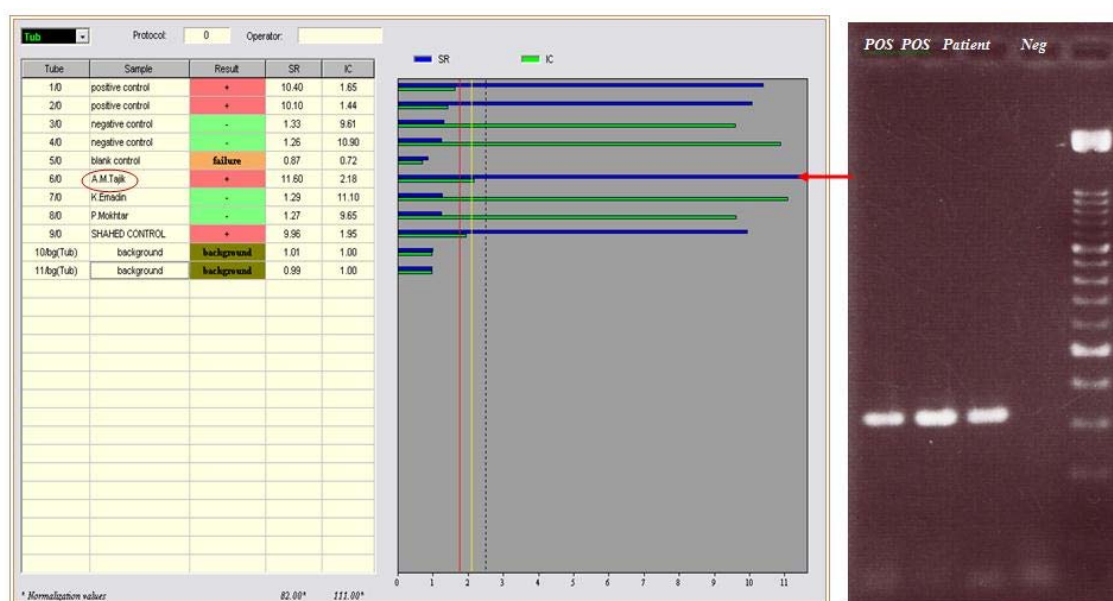 Tub Protocol: 0 Operator:
SR IC
Tube Sample Result SR IC
1/0 positive control + 10.40 1.65
2/0 positive control + 10.10 1.44
3/0 negative control - 1.33 9.61
4/0 negative control - 1.26 10.90
5/0 blank control failure 0.87 0.72
6/0 A.M.Tajik + 11.60 2.18
7/0 K.Emadin - 1.29 11.10
8/0 P.Mokhtar - 1.27 9.65
9/0 SHAHED CONTROL + 9.96 1.95
10/bg(Tub) background background 1.01 1.00
11/bg(Tub) background background 0.99 1.00
0 1 2 3 4 5 6 7 8 9 10 11
* Normalization values 82.00* 111.00*
POS POS Patient Neg